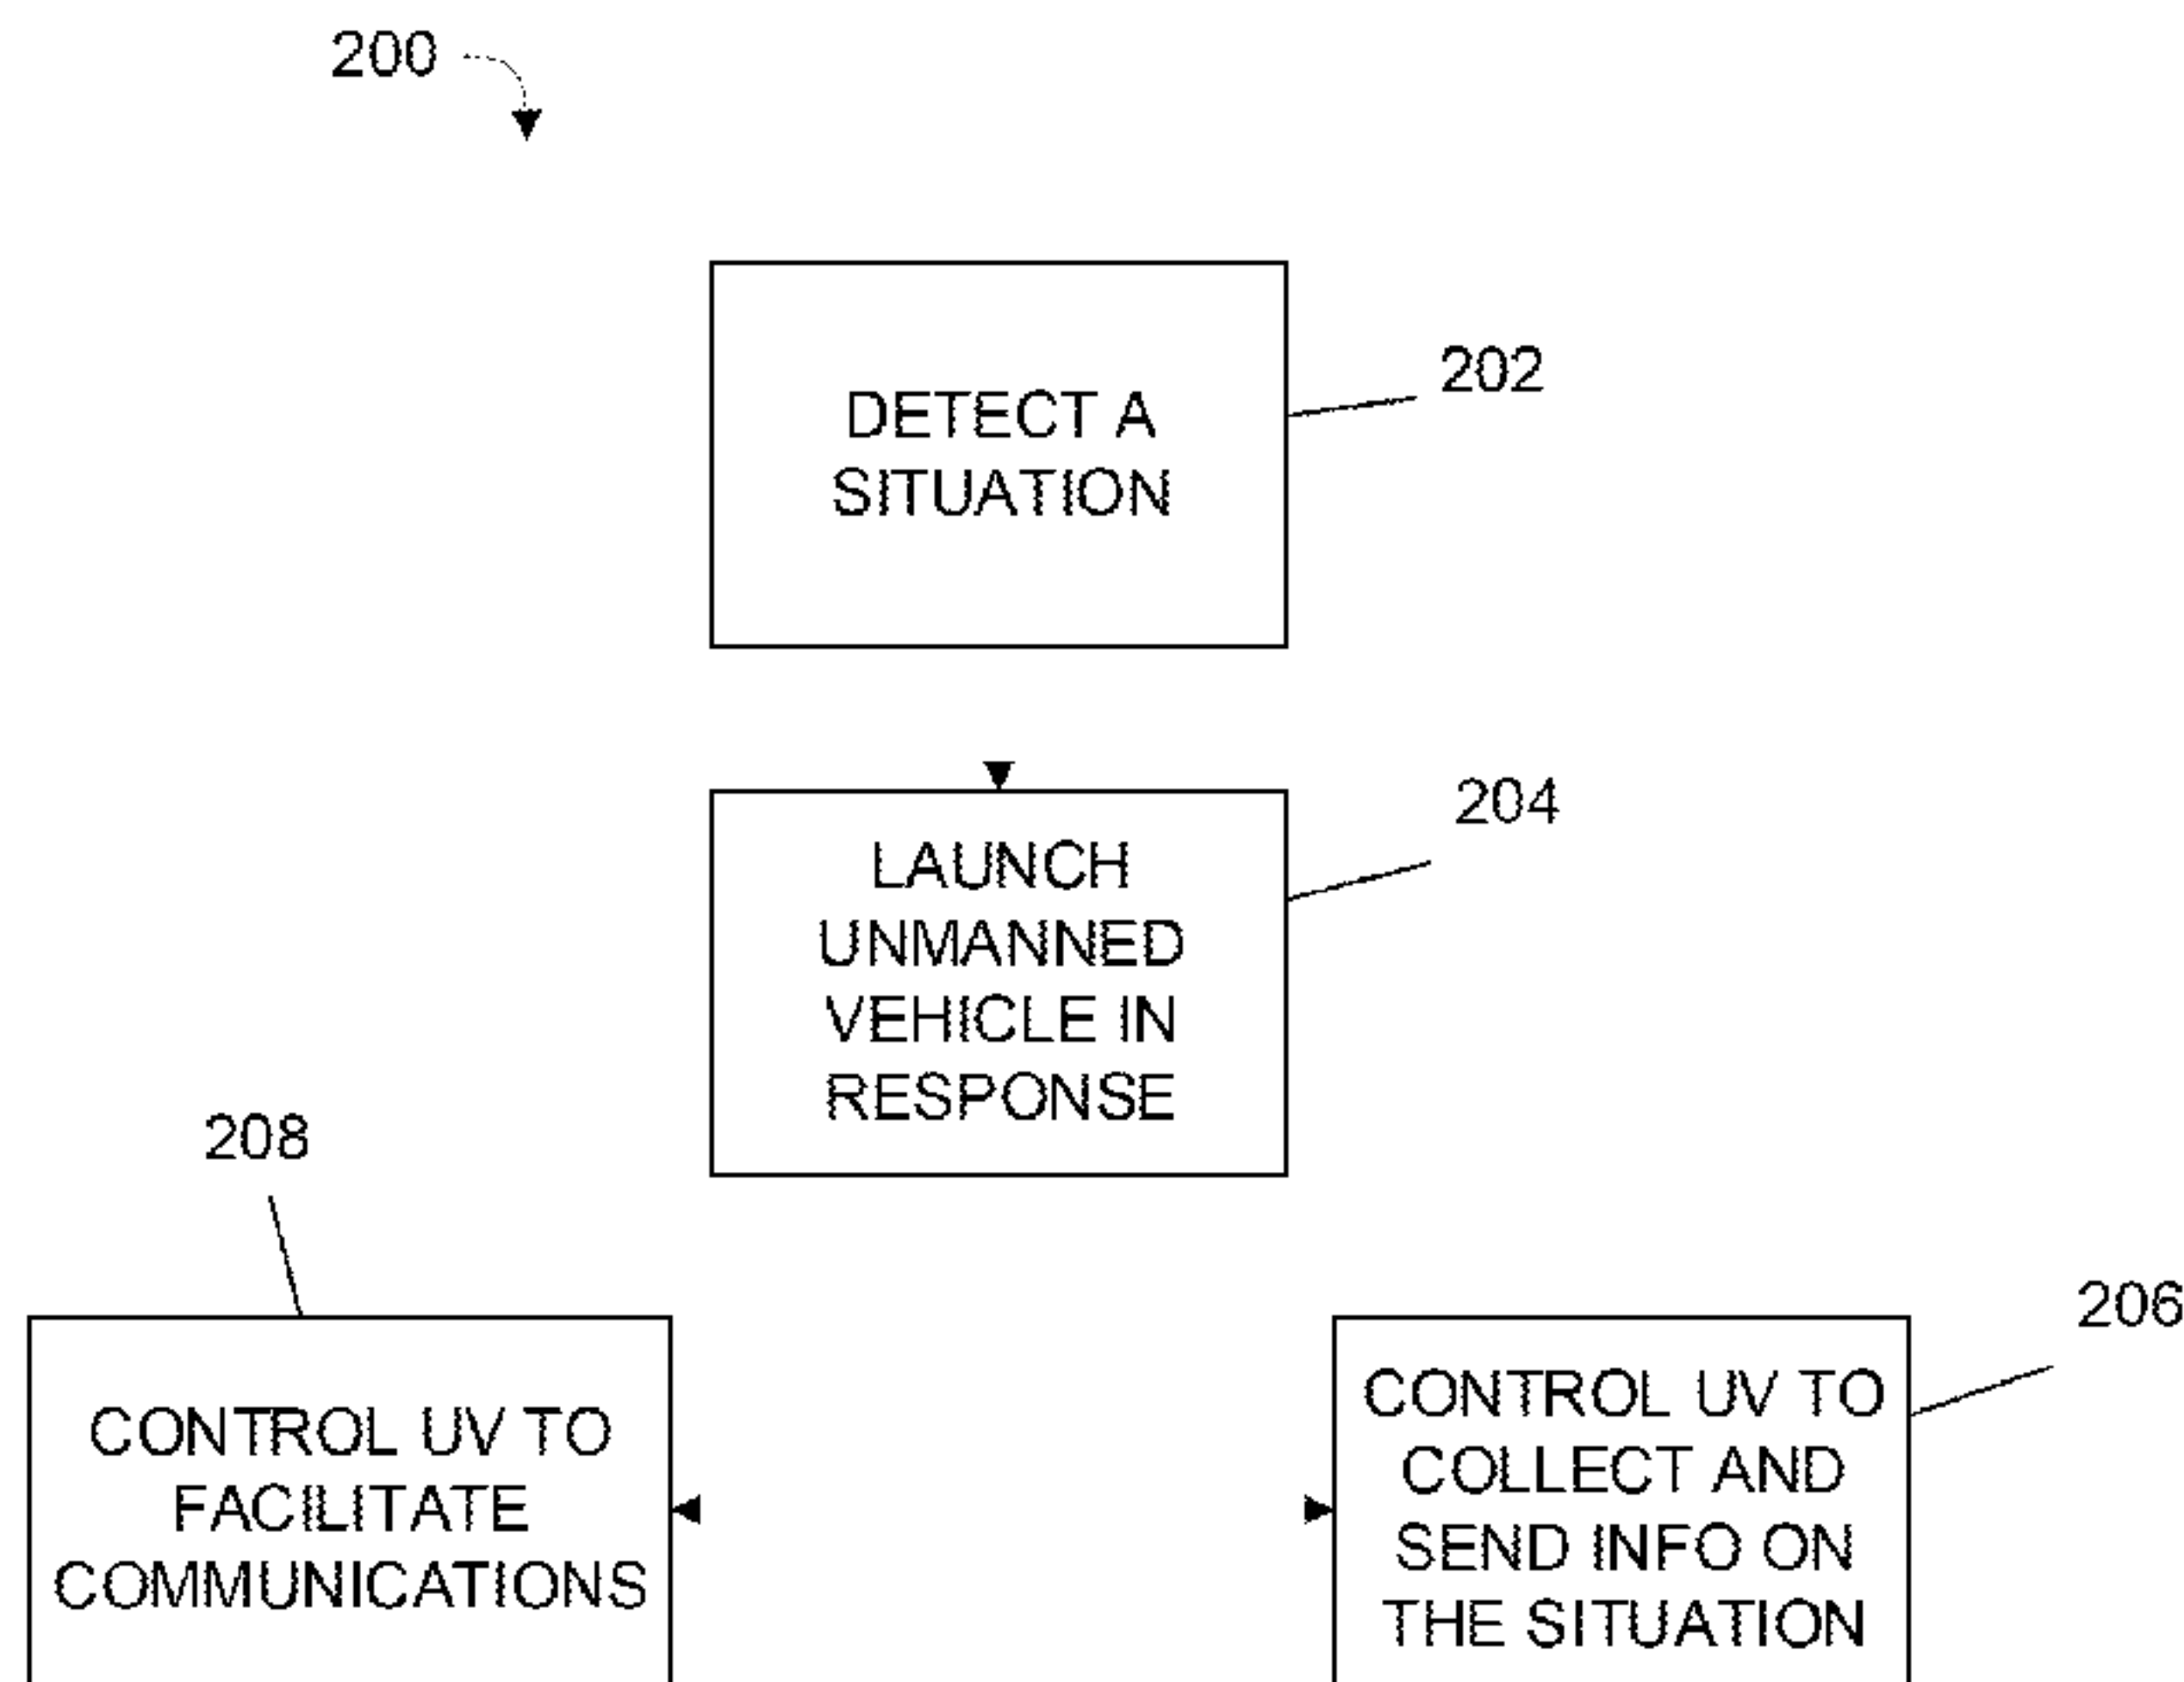 200
DETECT A
SITUATION
202
LAUNCH
UNMANNED
VEHICLE IN
RESPONSE
204
208
CONTROL UV TO
FACILITATE
COMMUNICATIONS
206
CONTROL UV TO
COLLECT AND
SEND INFO ON
THE SITUATION